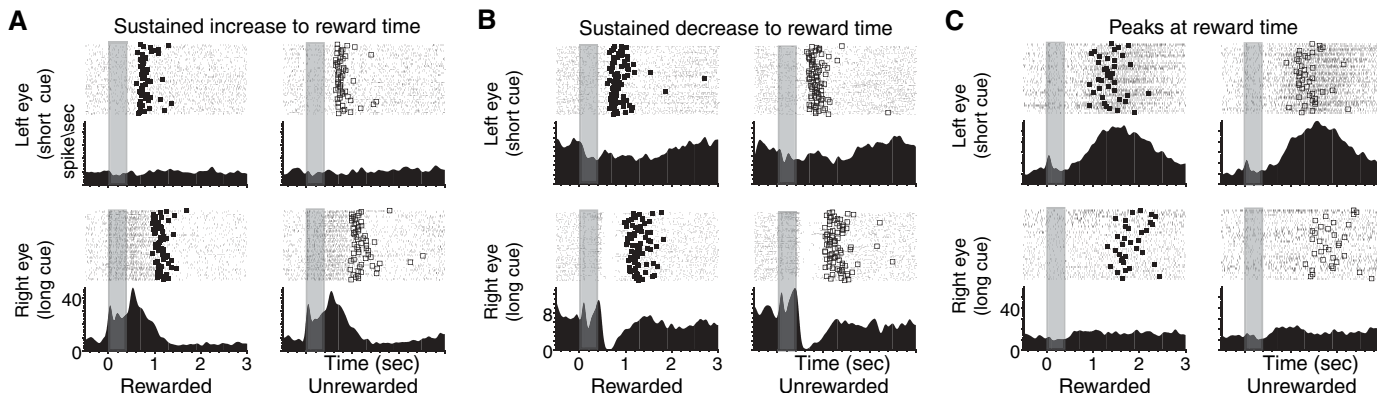 A
Sustained increase to reward time
Left eye
(short cue)
spike\sec
Right eye
(long cue)
40
0
0
1
2
3
Time (sec)
Rewarded
Unrewarded
B
Sustained decrease to reward time
Left eye
(short cue)
Right eye
(long cue)
8
0
0
1
2
3
Time (sec)
Rewarded
Unrewarded
C
Peaks at reward time
Left eye
(short cue)
Right eye
(long cue)
40
0
0
1
2
3
Time (sec)
Rewarded
Unrewarded